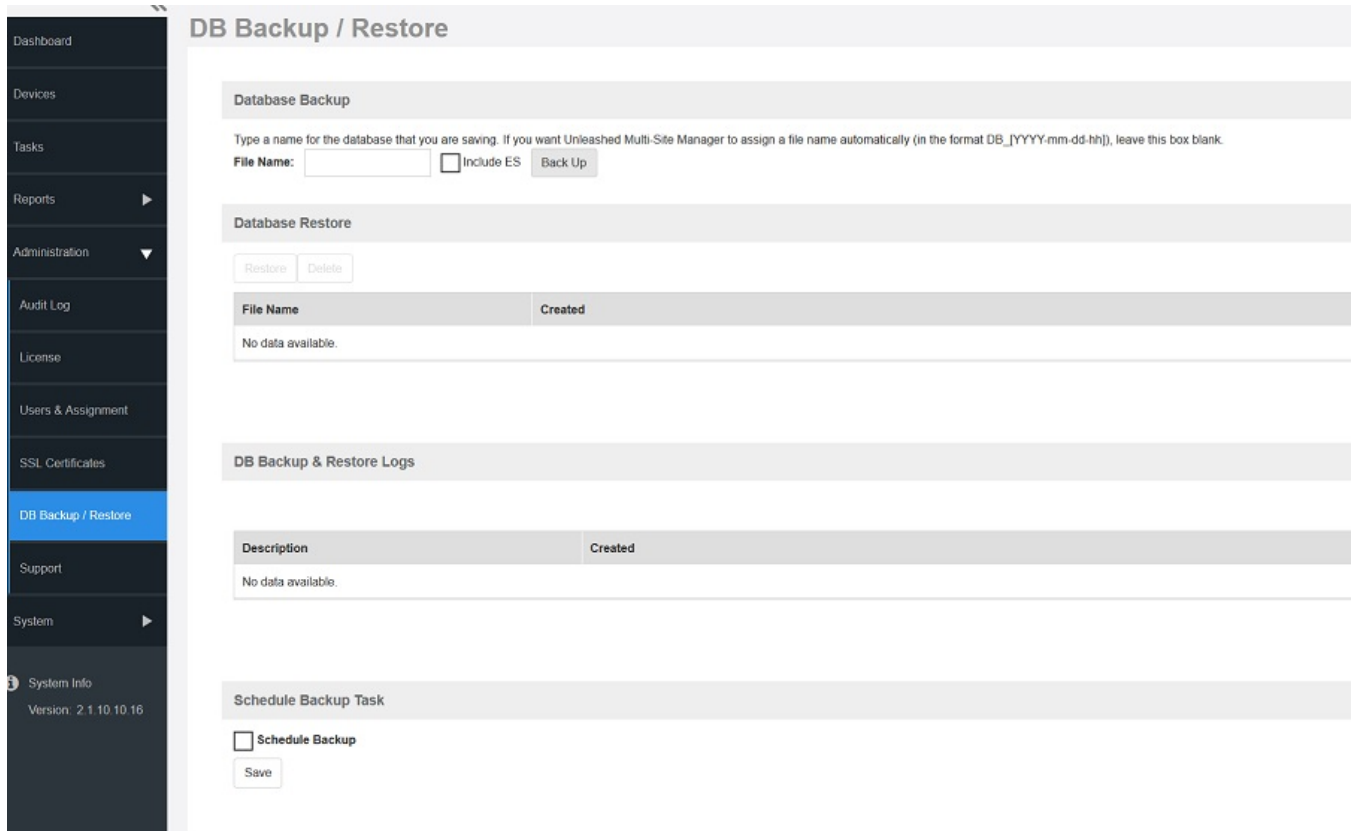 DB Backup / Restore
Dashboard
Devices
Tasks
Reports
Administration
Audit Log
License
Users & Assignment
SSL Certificates
DB Backup / Restore
Support
System
System Info
Version: 2.1.10.10.16
Database Backup
Type a name for the database that you are saving. If you want Unleashed Multi-Site Manager to assign a file name automatically (in the format DB_[YYYY-mm-dd-hh]), leave this box blank.
File Name: Include ES Back Up
Database Restore
Restore Delete
File Name Created
No data available.
DB Backup & Restore Logs
Description Created
No data available.
Schedule Backup Task
Schedule Backup
Save